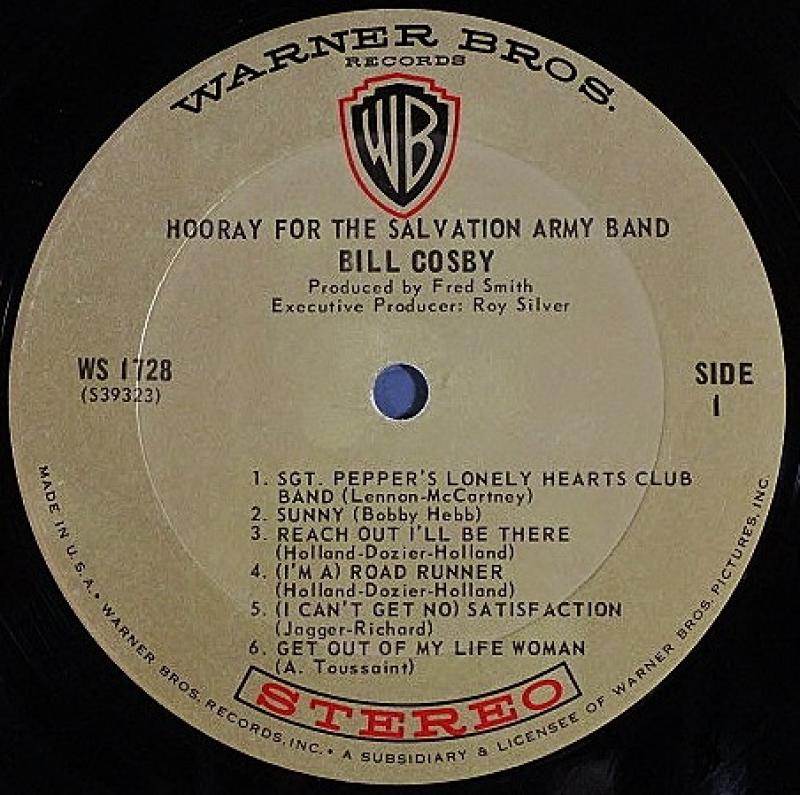 WARNER BROS.
RECORDS
WB
HOORAY FOR THE SALVATION ARMY BAND
BILL COSBY
Produced by Fred Smith
Executive Producer: Roy Silver
WS 1728
(S39323)
SIDE
1
1. SGT. PEPPER'S LONELY HEARTS CLUB
BAND (Lennon-McCartney)
2. SUNNY (Bobby Hebb)
3. REACH OUT I'LL BE THERE
(Holland-Dozier-Holland)
4. (I'M A) ROAD RUNNER
(Holland-Dozier-Holland)
5. (I CAN'T GET NO) SATISFACTION
(Jagger-Richard)
6. GET OUT OF MY LIFE WOMAN
(A. Toussaint)
STEREO
MADE IN U.S.A. • WARNER BROS. RECORDS, INC. • A SUBSIDIARY & LICENSEE OF WARNER BROS. PICTURES, INC.